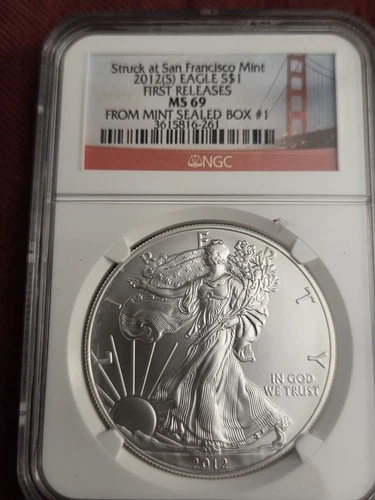 Struck at San Francisco Mint
2012(S) EAGLE S$1
FIRST RELEASES
MS 69
FROM MINT SEALED BOX #1
3615816-261
NGC
LIBERTY
IN GOD
WE TRUST
2012